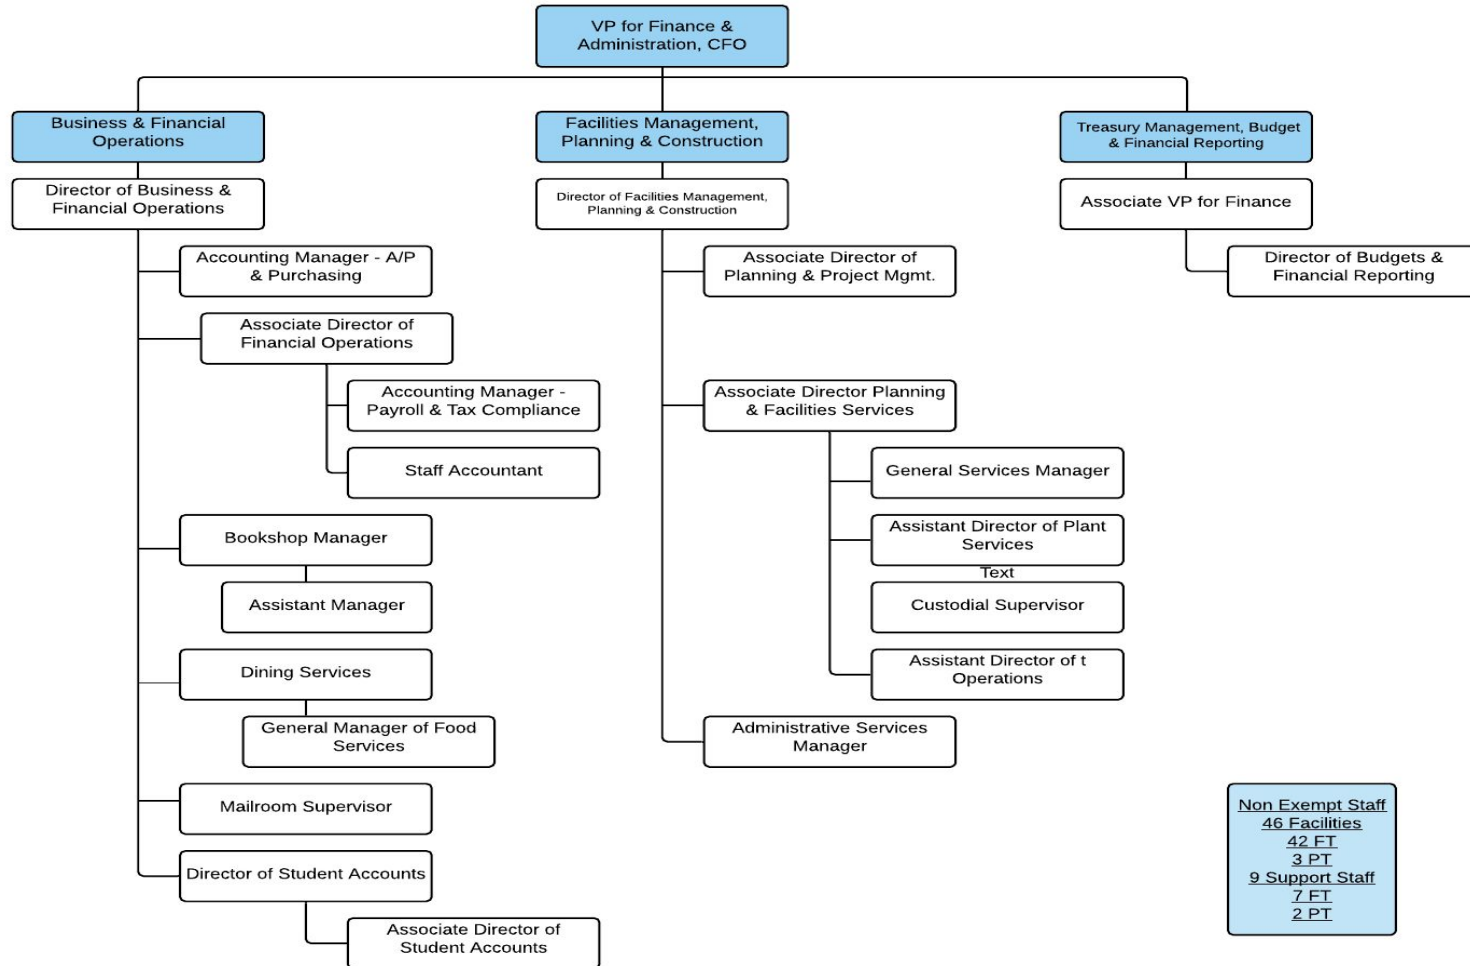 VP for Finance &
Administration, CFO
Business & Financial
Operations
Facilities Management,
Planning & Construction
Treasury Management, Budget
& Financial Reporting
Director of Business &
Financial Operations
Director of Facilities Management,
Planning & Construction
Associate VP for Finance
Accounting Manager - A/P
& Purchasing
Associate Director of
Planning & Project Mgmt.
Director of Budgets &
Financial Reporting
Associate Director of
Financial Operations
Accounting Manager -
Payroll & Tax Compliance
Associate Director Planning
& Facilities Services
Staff Accountant
General Services Manager
Bookshop Manager
Assistant Director of Plant
Services
Text
Assistant Manager
Custodial Supervisor
Dining Services
Assistant Director of t
Operations
General Manager of Food
Services
Administrative Services
Manager
Mailroom Supervisor
Director of Student Accounts
Associate Director of
Student Accounts
Non Exempt Staff
46 Facilities
42 FT
3 PT
9 Support Staff
7 FT
2 PT